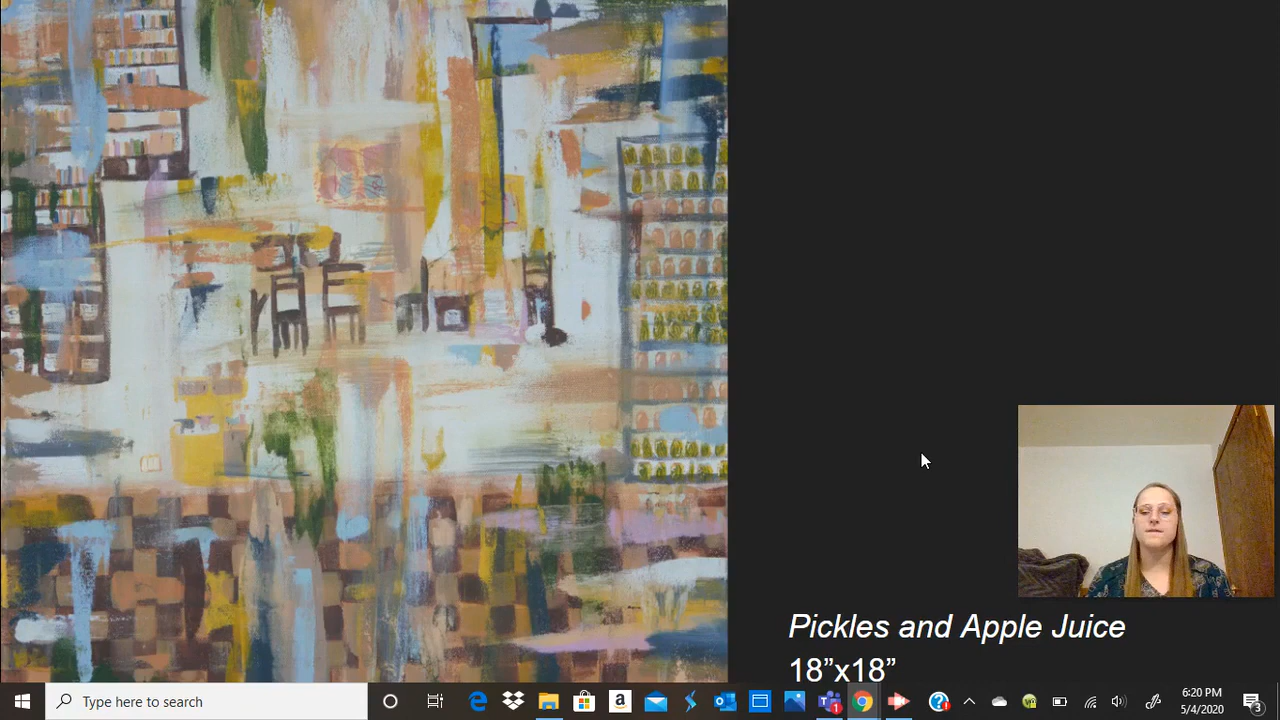 Pickles and Apple Juice
18”x18”
Type here to search
6:20 PM
5/4/2020